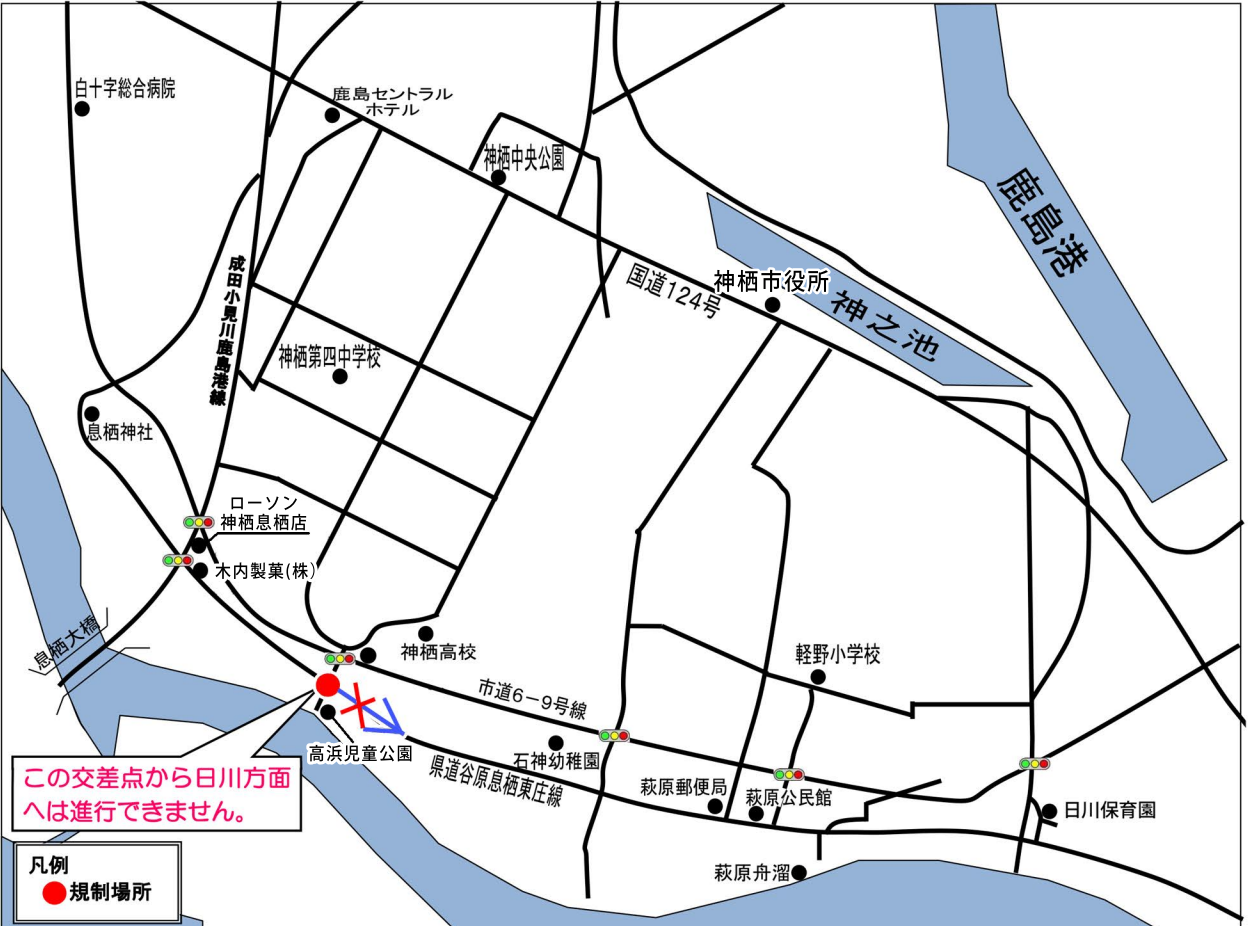 白十字総合病院
鹿島セントラル
ホテル
神栖中央公園
鹿島港
成田小見川鹿島港線
国道124号
神栖市役所
神之池
神栖第四中学校
息栖神社
ローソン
神栖息栖店
木内製菓(株)
息栖大橋
神栖高校
軽野小学校
市道6-9号線
高浜児童公園
石神幼稚園
県道谷原息栖東庄線
この交差点から日川方面
へは進行できません。
萩原郵便局
萩原公民館
日川保育園
萩原舟溜
凡例
規制場所